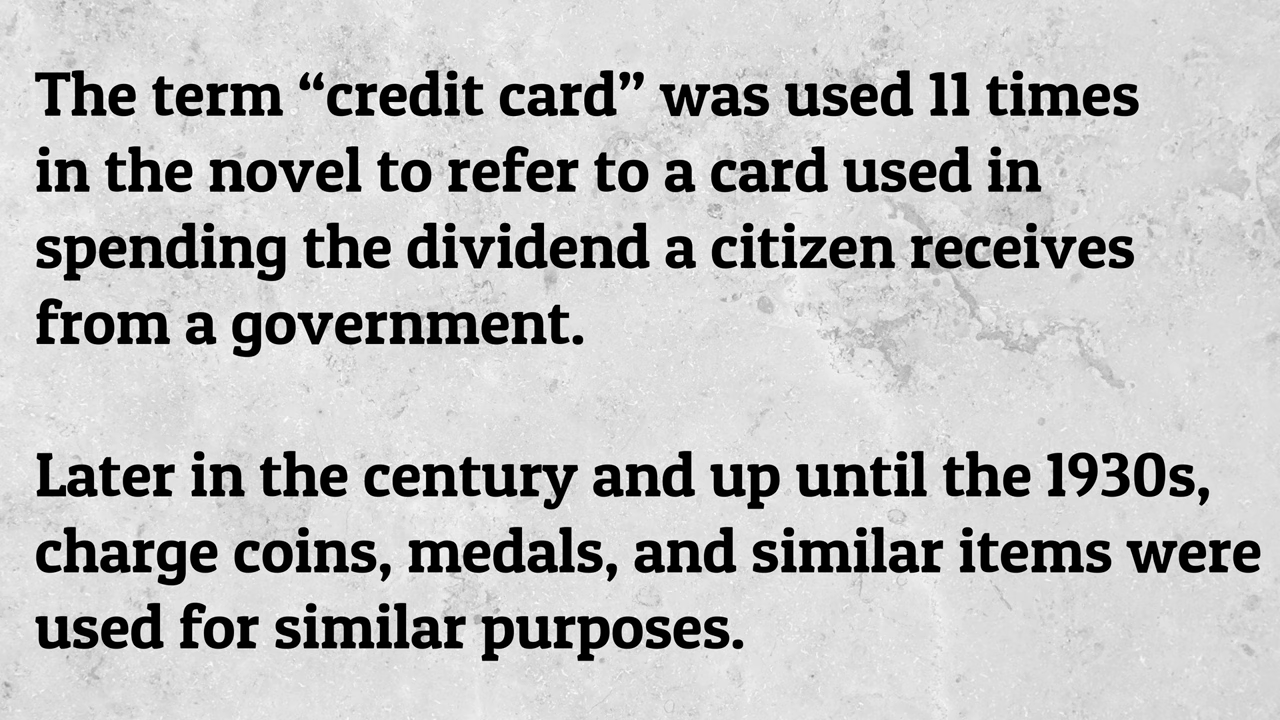 The term “credit card” was used 11 times
in the novel to refer to a card used in
spending the dividend a citizen receives
from a government.
Later in the century and up until the 1930s,
charge coins, medals, and similar items were
used for similar purposes.